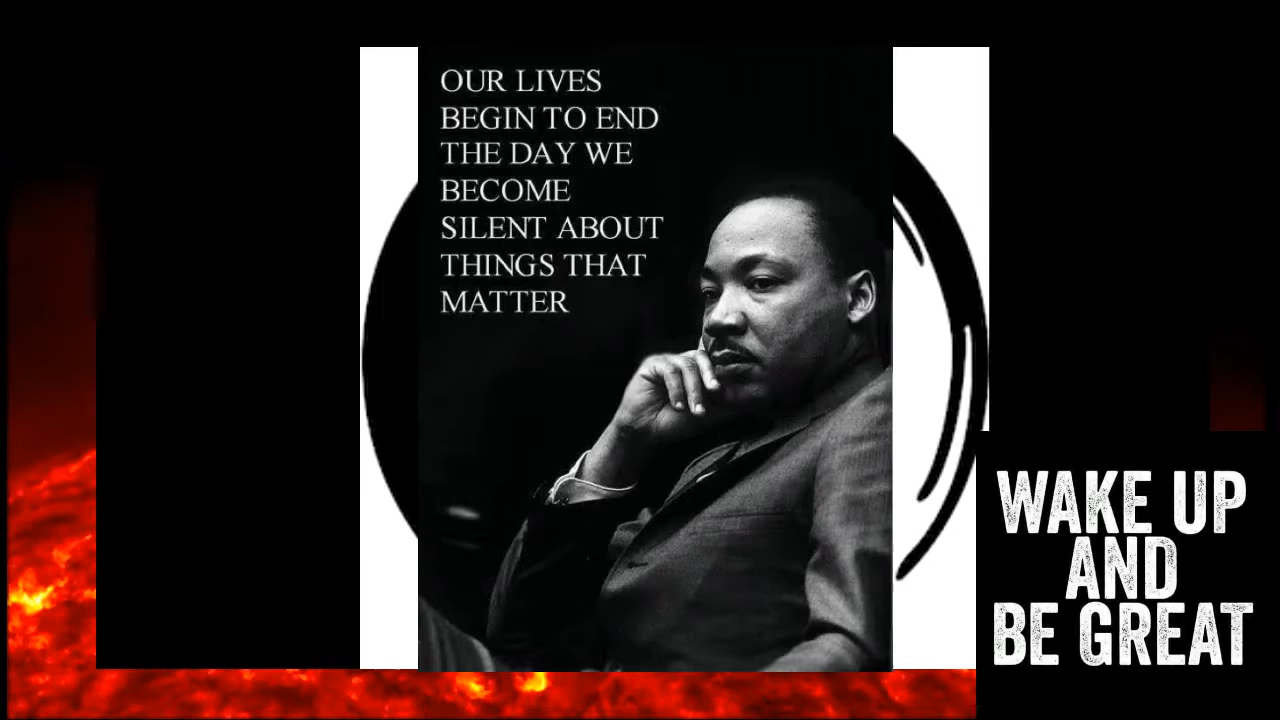 OUR LIVES
BEGIN TO END
THE DAY WE
BECOME
SILENT ABOUT
THINGS THAT
MATTER
WAKE UP
AND
BE GREAT